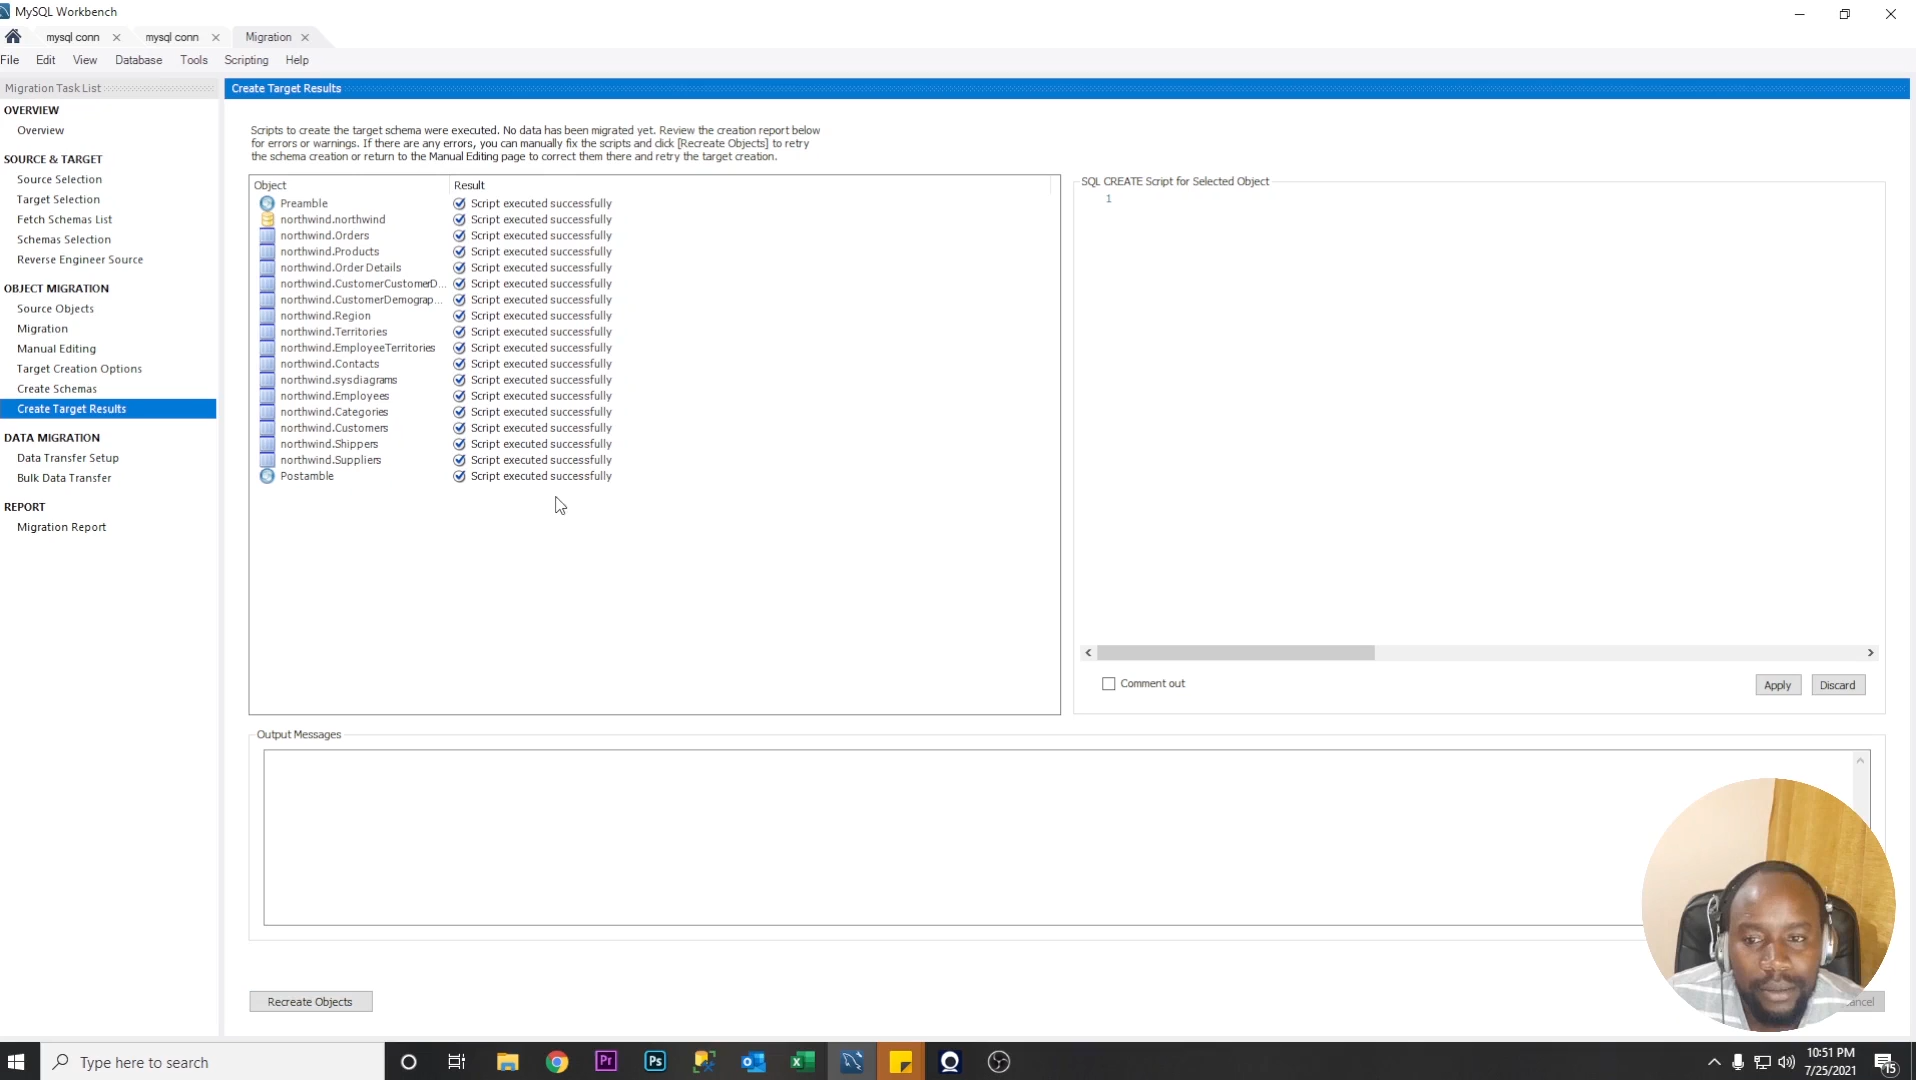 MySQL Workbench
mysql conn
mysql conn
Migration
File Edit View Database Tools Scripting Help
Migration Task List
OVERVIEW
Overview
SOURCE & TARGET
Source Selection
Target Selection
Fetch Schemas List
Schemas Selection
Reverse Engineer Source
OBJECT MIGRATION
Source Objects
Migration
Manual Editing
Target Creation Options
Create Schemas
Create Target Results
DATA MIGRATION
Data Transfer Setup
Bulk Data Transfer
REPORT
Migration Report
Create Target Results
Scripts to create the target schema were executed. No data has been migrated yet. Review the creation report below
for errors or warnings. If there are any errors, you can manually fix the scripts and click [Recreate Objects] to retry
the schema creation or return to the Manual Editing page to correct them there and retry the target creation.
Object Result
Preamble Script executed successfully
northwind.northwind Script executed successfully
northwind.Orders Script executed successfully
northwind.Products Script executed successfully
northwind.Order Details Script executed successfully
northwind.CustomerCustomerD... Script executed successfully
northwind.CustomerDemograp... Script executed successfully
northwind.Region Script executed successfully
northwind.Territories Script executed successfully
northwind.EmployeeTerritories Script executed successfully
northwind.Contacts Script executed successfully
northwind.sysdiagrams Script executed successfully
northwind.Employees Script executed successfully
northwind.Categories Script executed successfully
northwind.Customers Script executed successfully
northwind.Shippers Script executed successfully
northwind.Suppliers Script executed successfully
Postamble Script executed successfully
SQL CREATE Script for Selected Object
1
Comment out
Apply
Discard
Output Messages
Recreate Objects
ancel
Type here to search
Pr
Ps
10:51 PM
7/25/2021
15